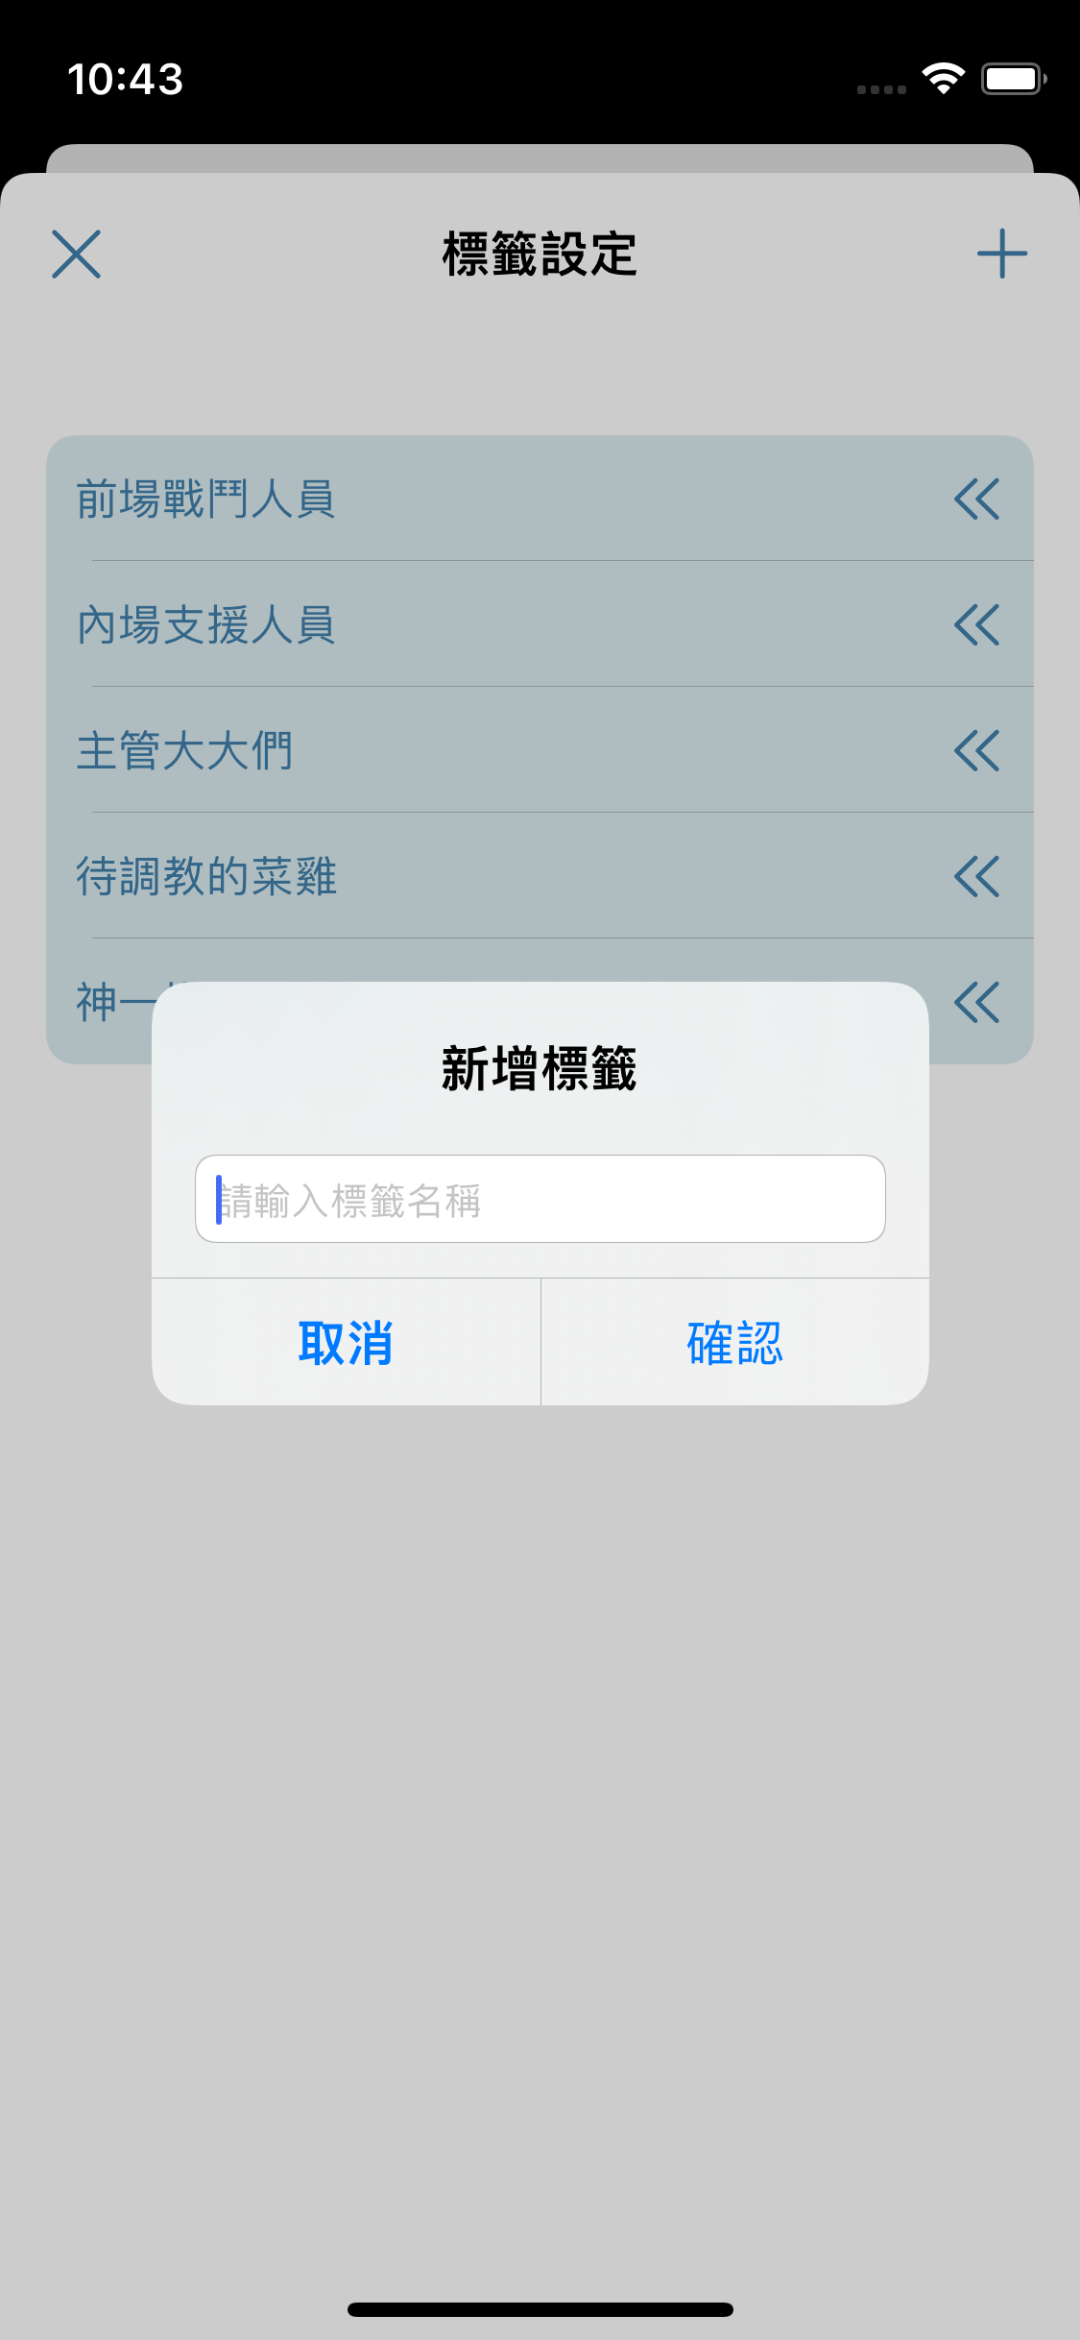 10:43
標籤設定
前場戰鬥人員
內場支援人員
主管大大們
待調教的菜雞
神一
新增標籤
請輸入標籤名稱
取消
確認